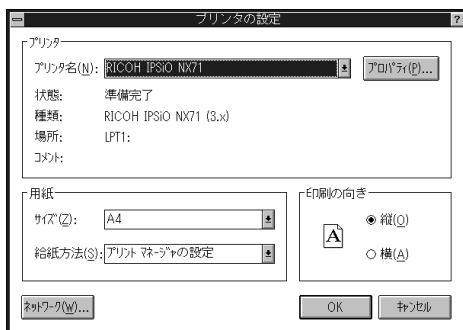 プリンタの設定
?
プリンタ
プリンタ名(N): RICOH IPSiO NX71 プロパティ(P)...
状態: 準備完了
種類: RICOH IPSiO NX71 (3.x)
場所: LPT1:
コメント:
用紙
サイズ(Z): A4
給紙方法(S): プリント マネージャの設定
印刷の向き
A
縦(O)
横(A)
ネットワーク(W)...
OK
キャンセル